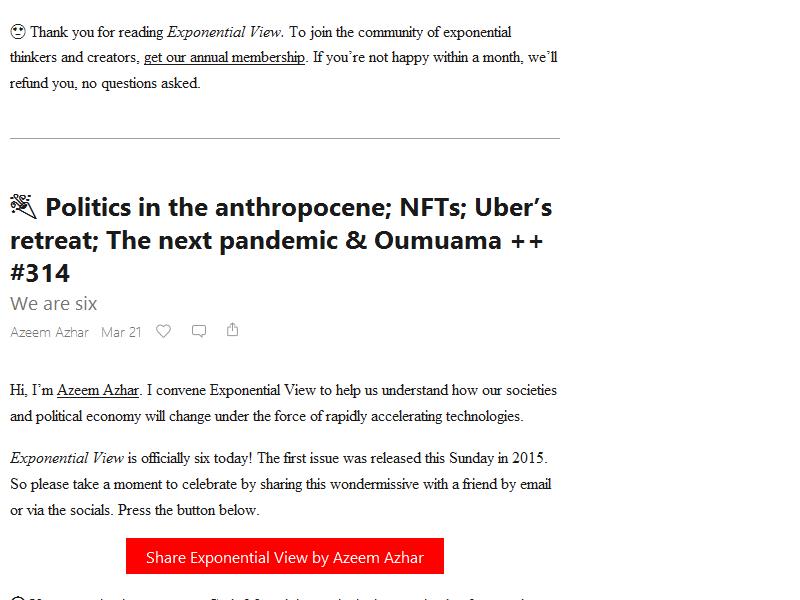 🙄 Thank you for reading Exponential View. To join the community of exponential
thinkers and creators, get our annual membership. If you’re not happy within a month, we’ll
refund you, no questions asked.
🎉 Politics in the anthropocene; NFTs; Uber’s
retreat; The next pandemic & Oumuama ++
#314
We are six
Azeem Azhar Mar 21
Hi, I’m Azeem Azhar. I convene Exponential View to help us understand how our societies
and political economy will change under the force of rapidly accelerating technologies.
Exponential View is officially six today! The first issue was released this Sunday in 2015.
So please take a moment to celebrate by sharing this wondermissive with a friend by email
or via the socials. Press the button below.
Share Exponential View by Azeem Azhar